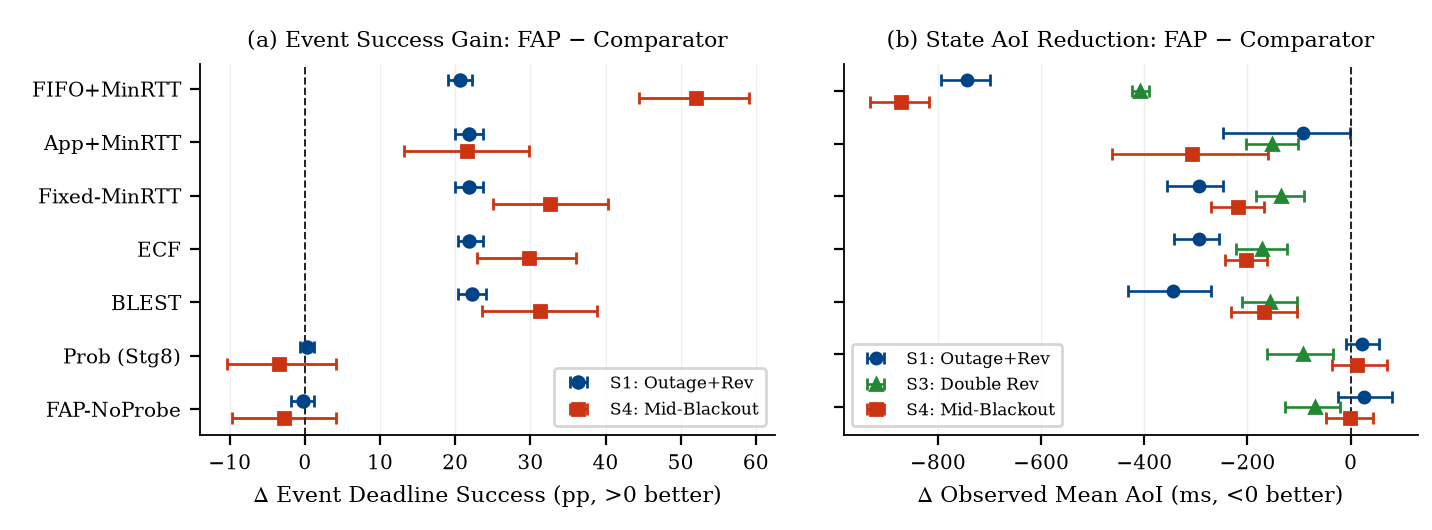 (a) Event Success Gain: FAP − Comparator
FIFO+MinRTT
App+MinRTT
Fixed-MinRTT
ECF
BLEST
Prob (Stg8)
FAP-NoProbe
S1: Outage+Rev
S4: Mid-Blackout
−10 0 10 20 30 40 50 60
Δ Event Deadline Success (pp, >0 better)
(b) State AoI Reduction: FAP − Comparator
S1: Outage+Rev
S3: Double Rev
S4: Mid-Blackout
−800 −600 −400 −200 0
Δ Observed Mean AoI (ms, <0 better)